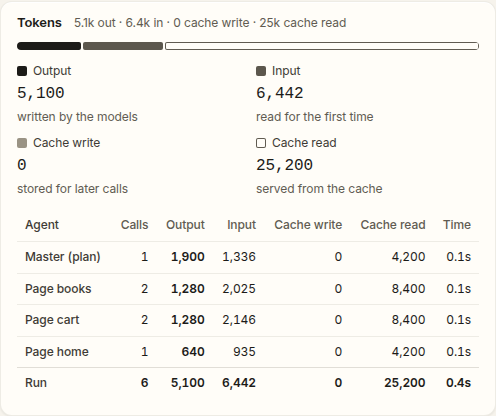 Tokens 5.1k out · 6.4k in · 0 cache write · 25k cache read
Output Input
5,100 6,442
written by the models read for the first time
Cache write Cache read
0 25,200
stored for later calls served from the cache
Agent Calls Output Input Cache write Cache read Time
Master (plan) 1 1,900 1,336 0 4,200 0.1s
Page books 2 1,280 2,025 0 8,400 0.1s
Page cart 2 1,280 2,146 0 8,400 0.1s
Page home 1 640 935 0 4,200 0.1s
Run 6 5,100 6,442 0 25,200 0.4s